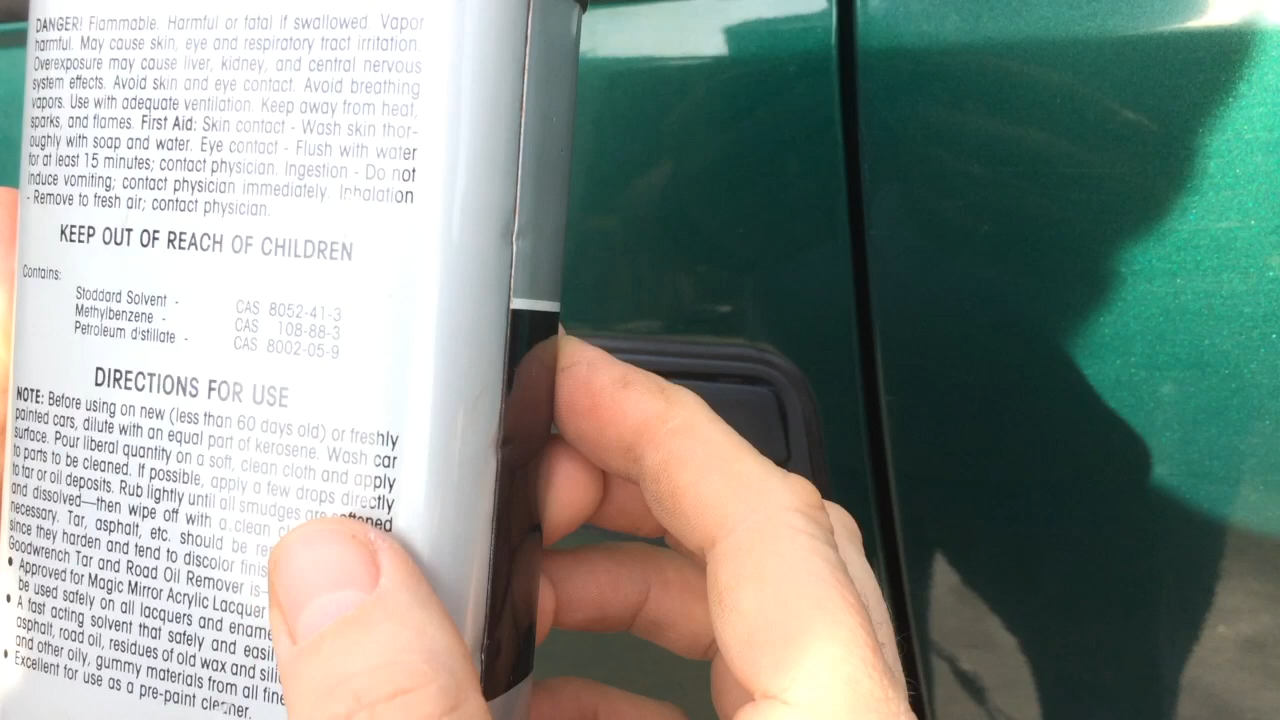 DANGER! Flammable. Harmful or fatal if swallowed. Vapor
harmful. May cause skin, eye and respiratory tract irritation.
Overexposure may cause liver, kidney, and central nervous
system effects. Avoid skin and eye contact. Avoid breathing
vapors. Use with adequate ventilation. Keep away from heat,
sparks, and flames. First Aid: Skin contact - Wash skin thor-
oughly with soap and water. Eye contact - Flush with water
for at least 15 minutes; contact physician. Ingestion - Do not
induce vomiting; contact physician immediately. Inhalation
- Remove to fresh air; contact physician.
KEEP OUT OF REACH OF CHILDREN
Contains:
Stoddard Solvent - CAS 8052-41-3
Methylbenzene - CAS 108-88-3
Petroleum distillate - CAS 8002-05-9
DIRECTIONS FOR USE
NOTE: Before using on new (less than 60 days old) or freshly
painted cars, dilute with an equal part of kerosene. Wash car
surface. Pour liberal quantity on a soft, clean cloth and apply
to parts to be cleaned. If possible, apply a few drops directly
to tar or oil deposits. Rub lightly until all smudges are softened
and dissolved—then wipe off with a clean
necessary. Tar, asphalt, etc. should be
since they harden and tend to discolor
Goodwrench Tar and Road Oil Remover is—
• Approved for Magic Mirror Acrylic Lacquer
be used safely on all lacquers and
• A fast acting solvent that safely and
asphalt, road oil, residues of old wax and
and other oily, gummy materials from all
• Excellent for use as a pre-paint cleaner.